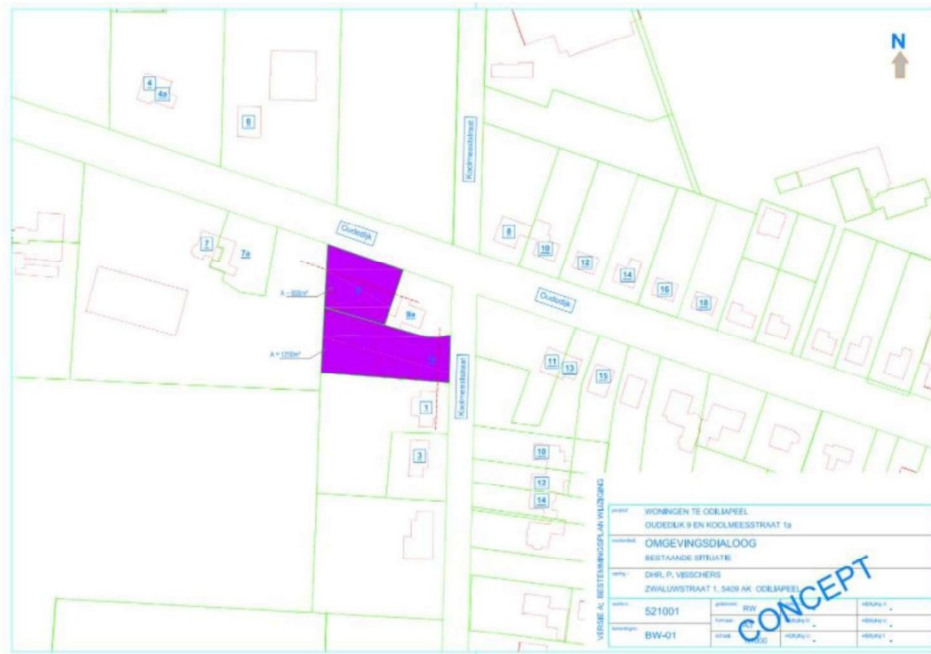 N
4
4a
6
Koolmeesstraat
Oudedijk
7
7a
8
10
12
14
16
18
Oudedijk
9a
11
13
15
Koolmeesstraat
1
3
10
12
14
VERSIE A; BESTEMMINGSPLAN WIJZIGING
WONINGEN TE ODILIAPEEL
OUDEDIJK 9 EN KOOLMEESSTRAAT 1a
OMGEVINGSDIALOOG
BESTAANDE SITUATIE
DHR. P. VISSCHERS
ZWALUWSTRAAT 1, 5409 AK ODILIAPEEL
521001
RW
BW-01
CONCEPT